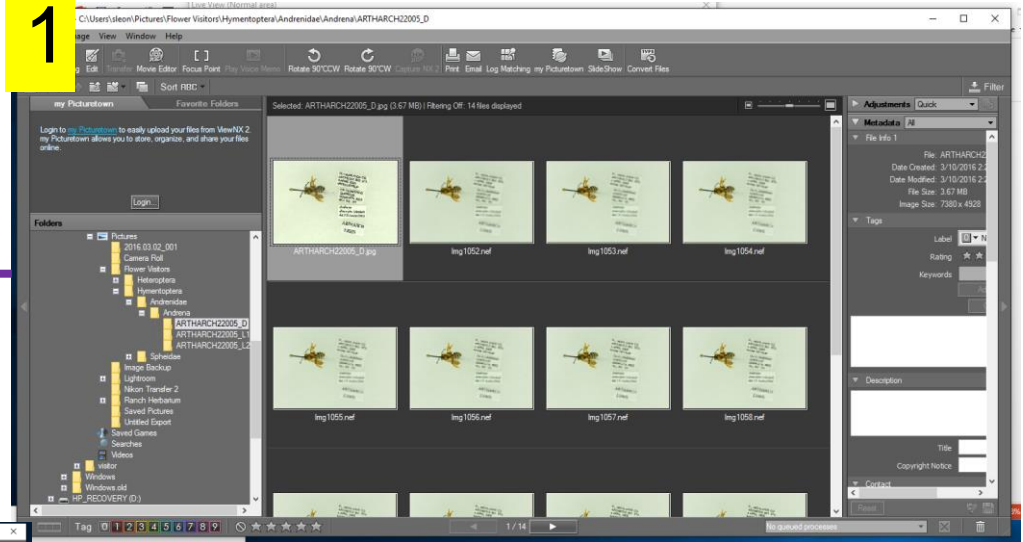 1
Live View (Normal area)
C:\Users\sleon\Pictures\Flower Visitors\Hymentoptera\Andrenidae\Andrena\ARTHARCH22005_D
age View Window Help
Edit Transfer Movie Editor Focus Point Play Voice Memo Rotate 90°CCW Rotate 90°CW Capture NX 2 Print Email Log Matching my Picturetown SlideShow Convert Files
Sort ABC
Filter
my Picturetown Favorite Folders
Selected: ARTHARCH22005_D.jpg (3.67 MB) | Filtering Off: 14 files displayed
Login to my Picturetown to easily upload your files from ViewNX 2.
my Picturetown allows you to store, organize, and share your files
online.
Login
Folders
Pictures
2016.03.02_001
Camera Roll
Flower Visitors
Heteroptera
Hymentoptera
Andrenidae
Andrena
ARTHARCH22005_D
ARTHARCH22005_L1
ARTHARCH22005_L2
Spheidae
Image Backup
Lightroom
Nikon Transfer 2
Ranch Herbarium
Saved Pictures
Untitled Export
Saved Games
Searches
Videos
visitor
Windows
Windows.old
HP_RECOVERY (D:)
ARTHARCH22005_D.jpg
Img1052.nef
Img1053.nef
Img1054.nef
Img1055.nef
Img1056.nef
Img1057.nef
Img1058.nef
Adjustments Quick
Metadata All
File Info 1
File: ARTHARCH2
Date Created: 3/10/2016 2:
Date Modified: 3/10/2016 2:
File Size: 3.67 MB
Image Size: 7380 x 4928
Tags
Label
Rating
Keywords
Description
Title
Copyright Notice
Contact
Reset
Tag 0 1 2 3 4 5 6 7 8 9
1 / 14
No queued processes